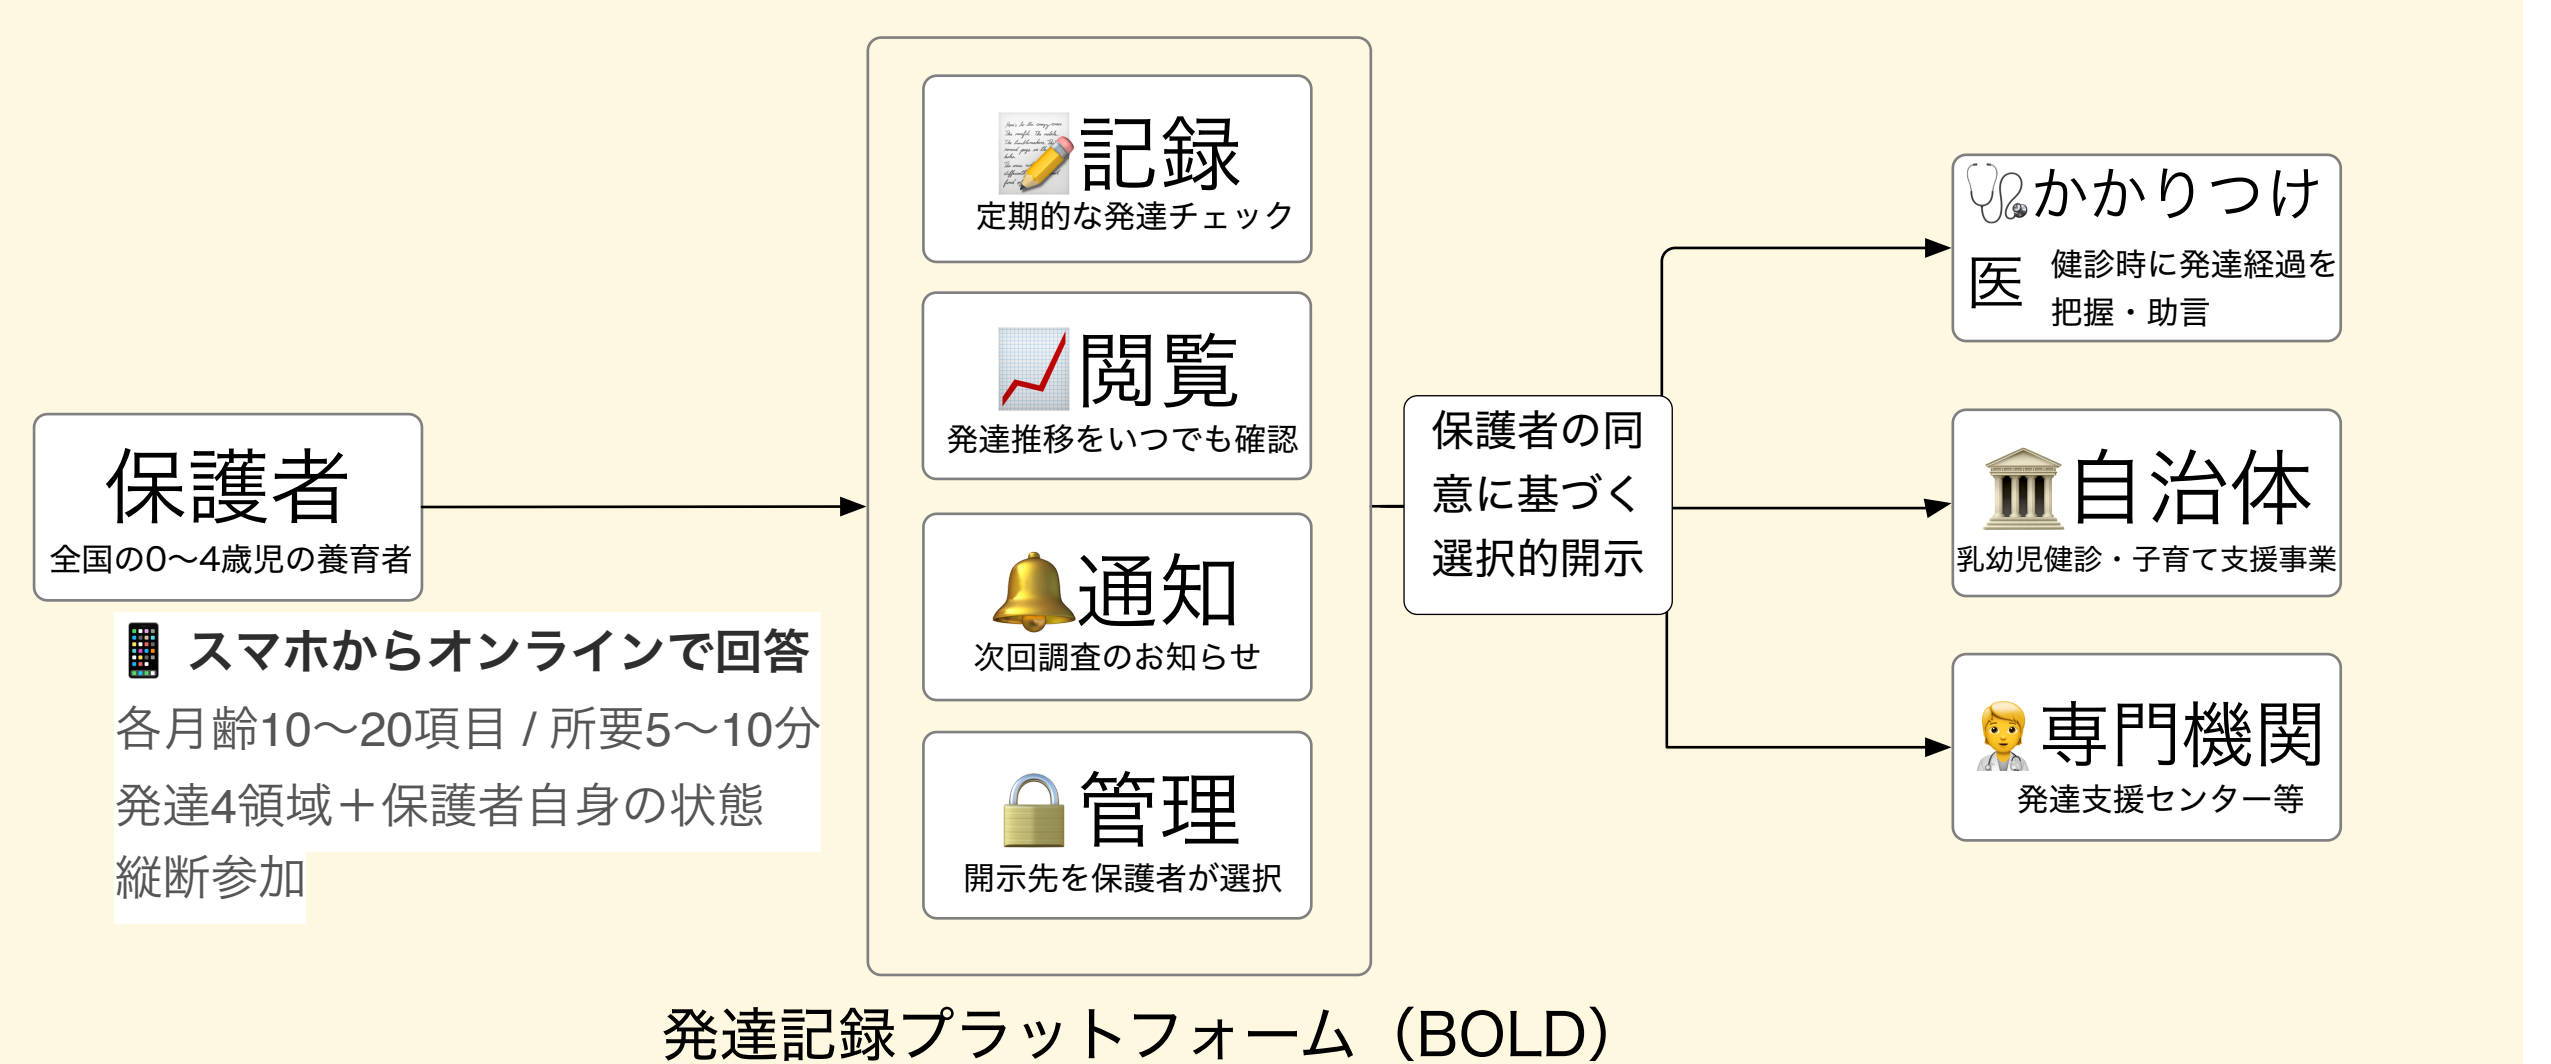 保護者
全国の0〜4歳児の養育者
スマホからオンラインで回答
各月齢10〜20項目 / 所要5〜10分
発達4領域＋保護者自身の状態
縦断参加
記録
定期的な発達チェック
閲覧
発達推移をいつでも確認
通知
次回調査のお知らせ
管理
開示先を保護者が選択
保護者の同
意に基づく
選択的開示
かかりつけ
医
健診時に発達経過を
把握・助言
自治体
乳幼児健診・子育て支援事業
専門機関
発達支援センター等
発達記録プラットフォーム（BOLD）